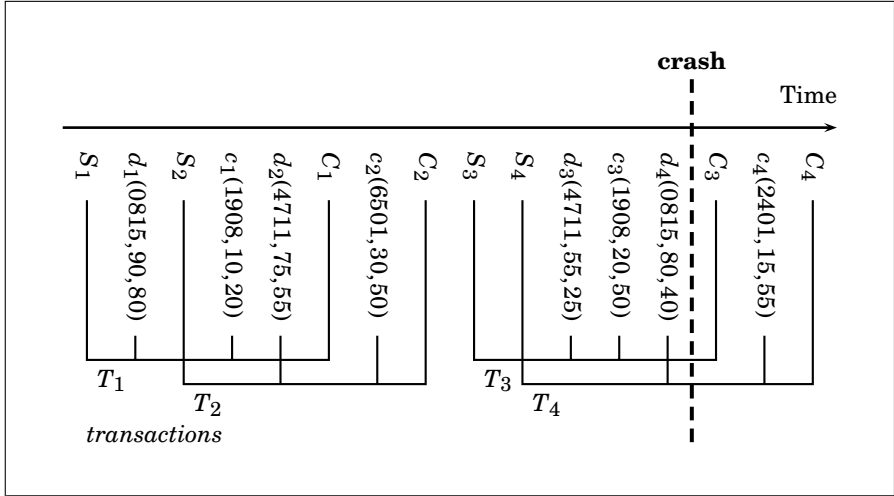 crash
Time
S₁
d₁(0815,90,80)
S₂
c₁(1908,10,20)
d₂(4711,75,55)
C₁
c₂(6501,30,50)
C₂
S₃
S₄
d₃(4711,55,25)
c₃(1908,20,50)
d₄(0815,80,40)
C₃
c₄(2401,15,55)
C₄
T₁
T₂
T₃
T₄
transactions